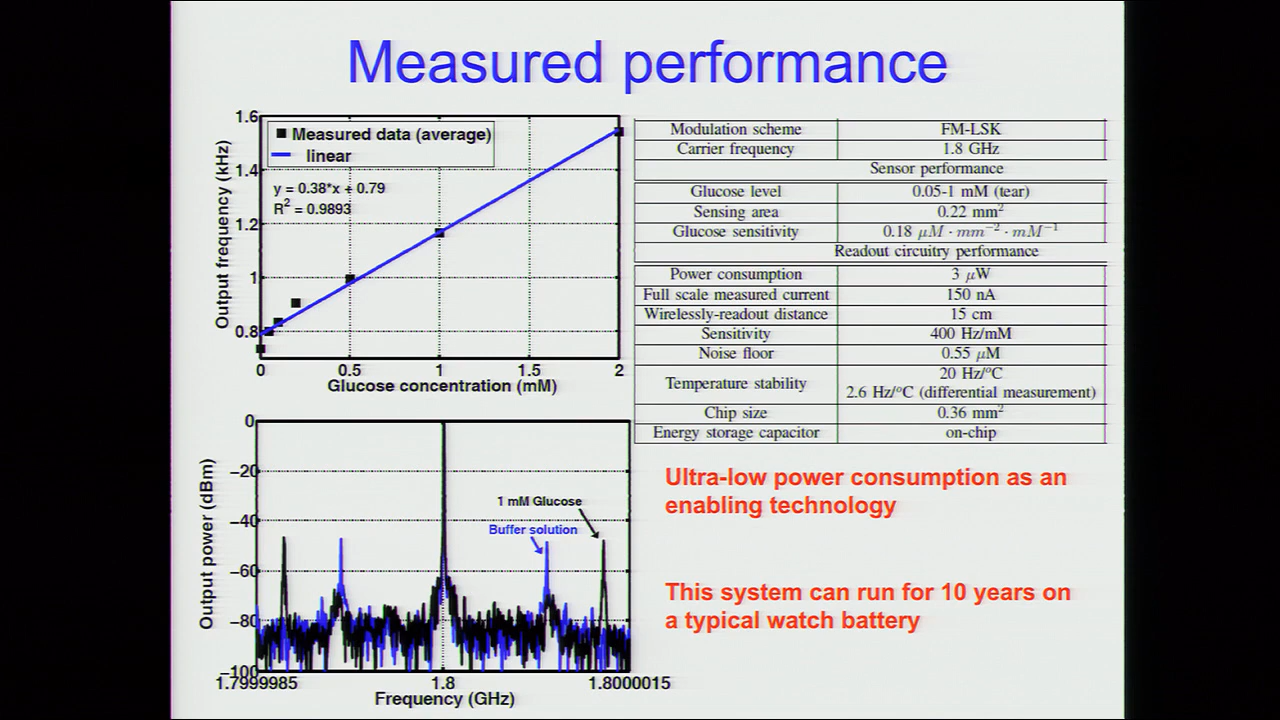 Measured performance
1.6
1.4
1.2
1
0.8
Output frequency (kHz)
Measured data (average)
linear
y = 0.38*x + 0.79
R² = 0.9893
0 0.5 1 1.5 2
Glucose concentration (mM)
Modulation scheme FM-LSK
Carrier frequency 1.8 GHz
Sensor performance
Glucose level 0.05-1 mM (tear)
Sensing area 0.22 mm²
Glucose sensitivity 0.18 μM · mm⁻² · mM⁻¹
Readout circuitry performance
Power consumption 3 μW
Full scale measured current 150 nA
Wirelessly-readout distance 15 cm
Sensitivity 400 Hz/mM
Noise floor 0.55 μM
Temperature stability 20 Hz/°C
2.6 Hz/°C (differential measurement)
Chip size 0.36 mm²
Energy storage capacitor on-chip
0
−20
−40
−60
−80
−100
Output power (dBm)
1 mM Glucose
Buffer solution
1.7999985 1.8 1.8000015
Frequency (GHz)
Ultra-low power consumption as an
enabling technology
This system can run for 10 years on
a typical watch battery